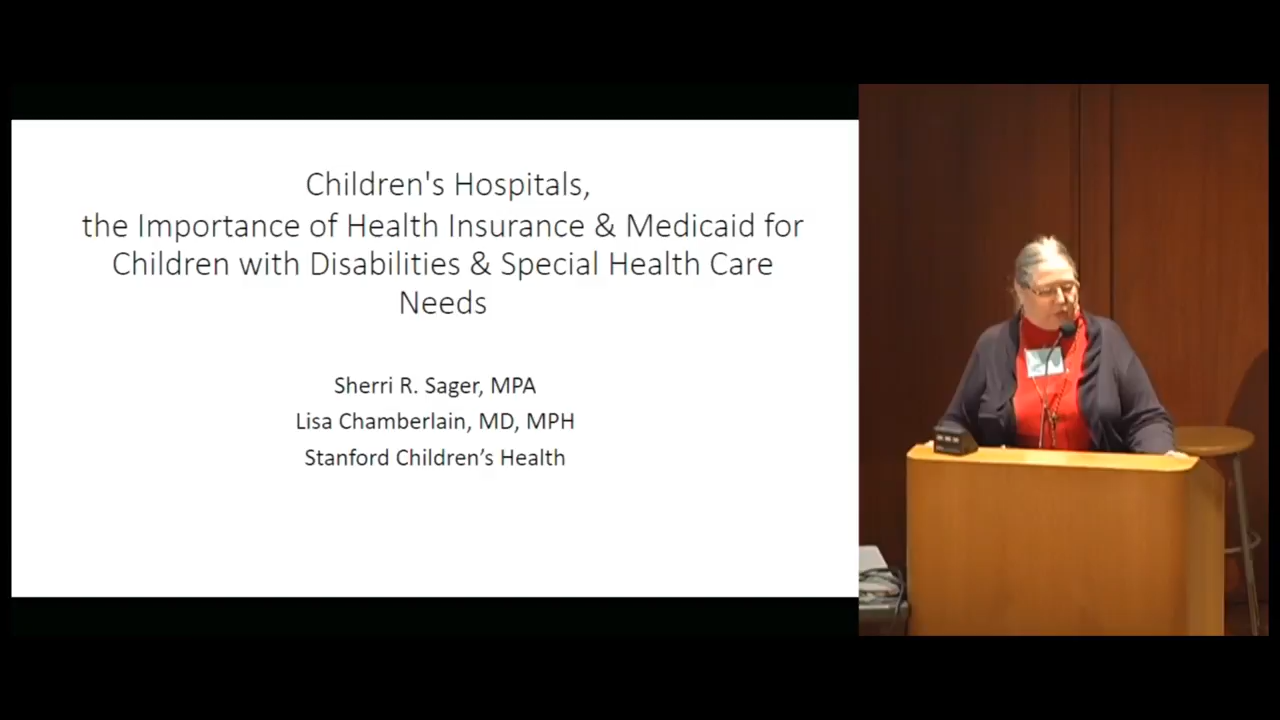 Children's Hospitals,
the Importance of Health Insurance & Medicaid for
Children with Disabilities & Special Health Care
Needs
Sherri R. Sager, MPA
Lisa Chamberlain, MD, MPH
Stanford Children’s Health